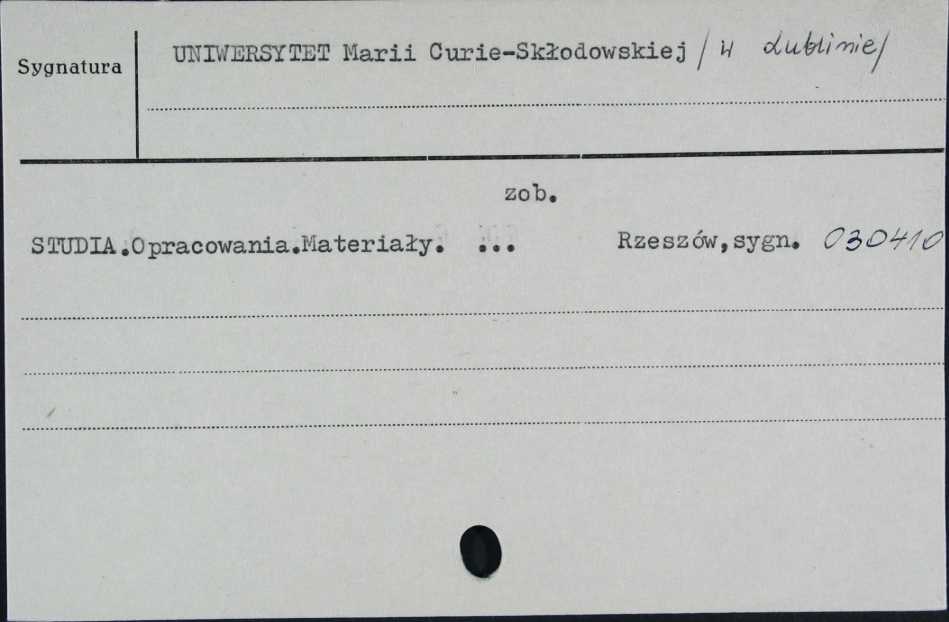 UNIWERSYTET Marii Curie-Skłodowskiej /w Lublinie/
Sygnatura
zob.
STUDIA.Opracowania.Materiały. ... Rzeszów,sygn. 030410